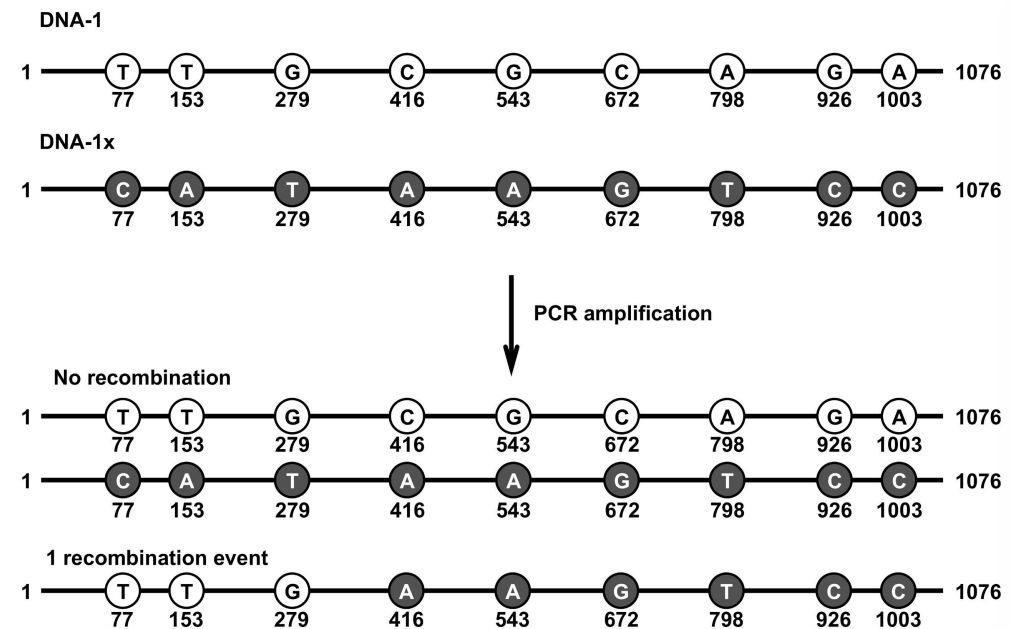 DNA-1
1 T T G C G C A G A 1076
77 153 279 416 543 672 798 926 1003
DNA-1x
1 C A T A A G T C C 1076
77 153 279 416 543 672 798 926 1003
PCR amplification
No recombination
1 T T G C G C A G A 1076
77 153 279 416 543 672 798 926 1003
1 C A T A A G T C C 1076
77 153 279 416 543 672 798 926 1003
1 recombination event
1 T T G A A G T C C 1076
77 153 279 416 543 672 798 926 1003